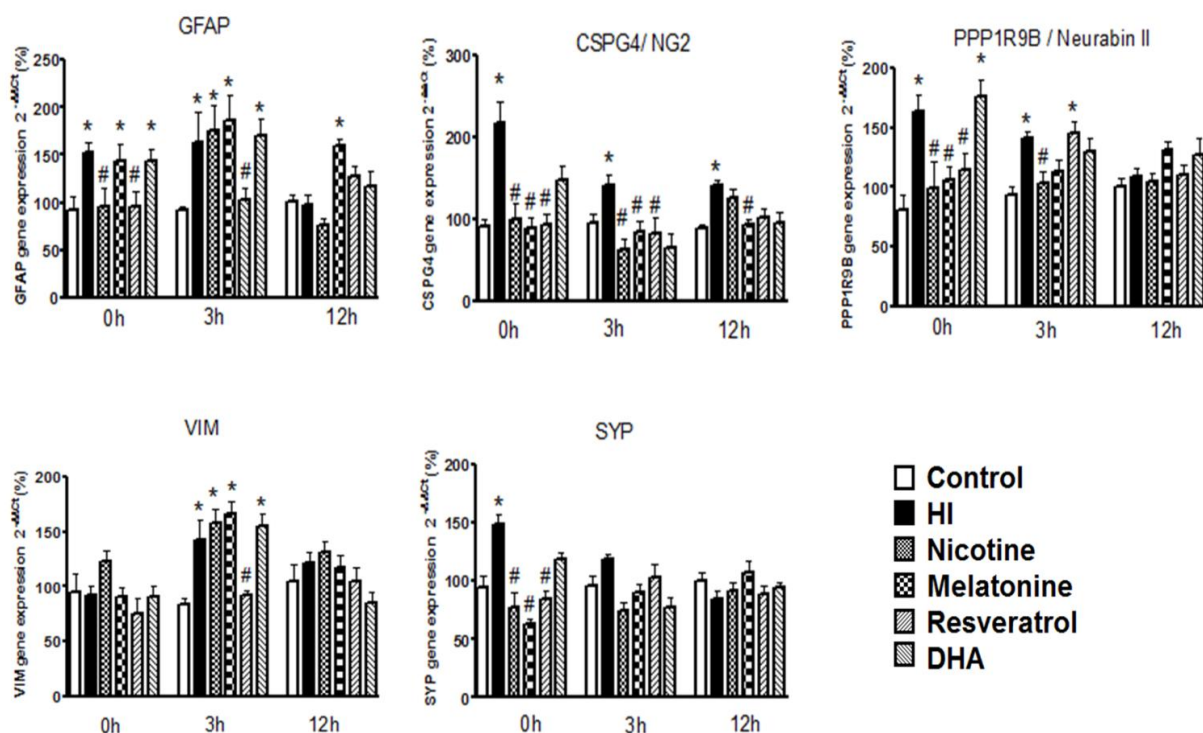 GFAP
GFAP gene expression 2^-ΔΔCt (%)
250
200
150
100
50
0
* * * * * * * * #
# # *
0h 3h 12h
CSPG4/ NG2
CSPG4 gene expression 2^-ΔΔCt (%)
300
200
100
0
* * *
# # # # # # #
0h 3h 12h
PPP1R9B / Neurabin II
PPP1R9B gene expression 2^-ΔΔCt (%)
200
150
100
50
0
* # # # * * # *
0h 3h 12h
VIM
VIM gene expression 2^-ΔΔCt (%)
200
150
100
50
0
* * * # *
0h 3h 12h
SYP
SYP gene expression 2^-ΔΔCt (%)
200
150
100
50
0
* # # #
0h 3h 12h
Control
HI
Nicotine
Melatonine
Resveratrol
DHA